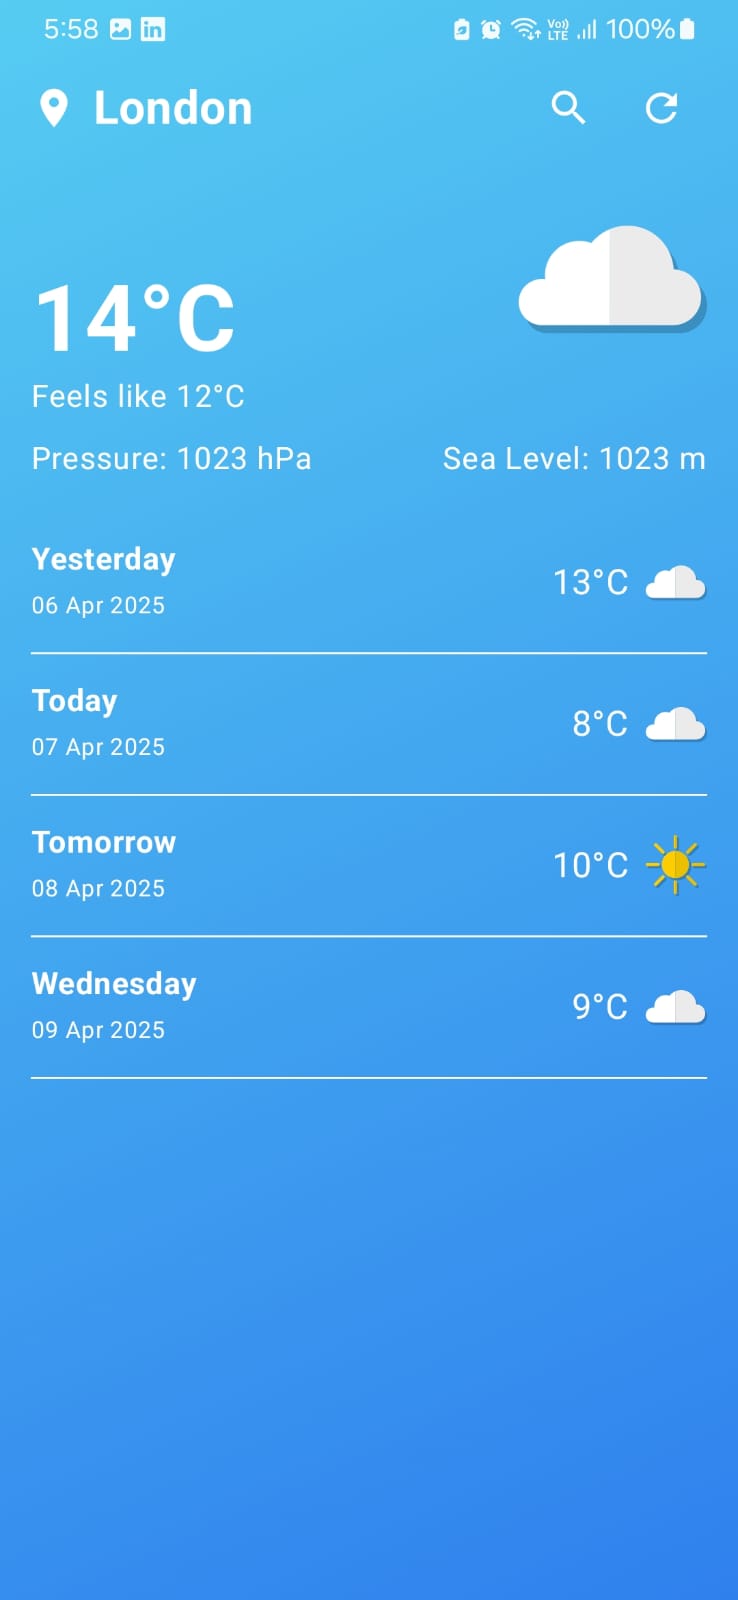 5:58 in Vo)) LTE 100%
London
14°C
Feels like 12°C
Pressure: 1023 hPa Sea Level: 1023 m
Yesterday
13°C
06 Apr 2025
Today
8°C
07 Apr 2025
Tomorrow
10°C
08 Apr 2025
Wednesday
9°C
09 Apr 2025